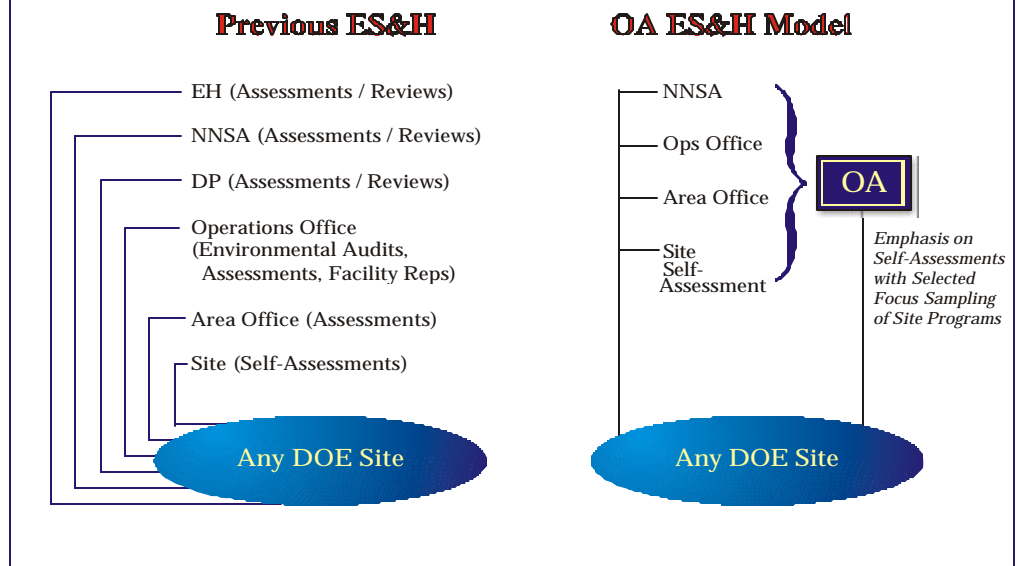 Previous ES&H
EH (Assessments / Reviews)
NNSA (Assessments / Reviews)
DP (Assessments / Reviews)
Operations Office
(Environmental Audits,
Assessments, Facility Reps)
Area Office (Assessments)
Site (Self-Assessments)
Any DOE Site
OA ES&H Model
NNSA
Ops Office
Area Office
Site
Self-
Assessment
OA
Emphasis on
Self-Assessments
with Selected
Focus Sampling
of Site Programs
Any DOE Site